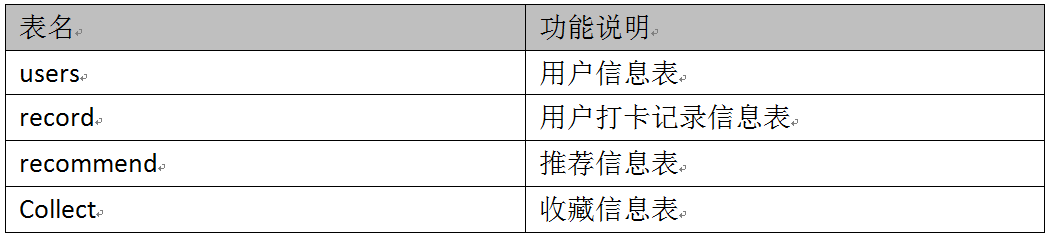 表名 功能说明
users 用户信息表
record 用户打卡记录信息表
recommend 推荐信息表
Collect 收藏信息表